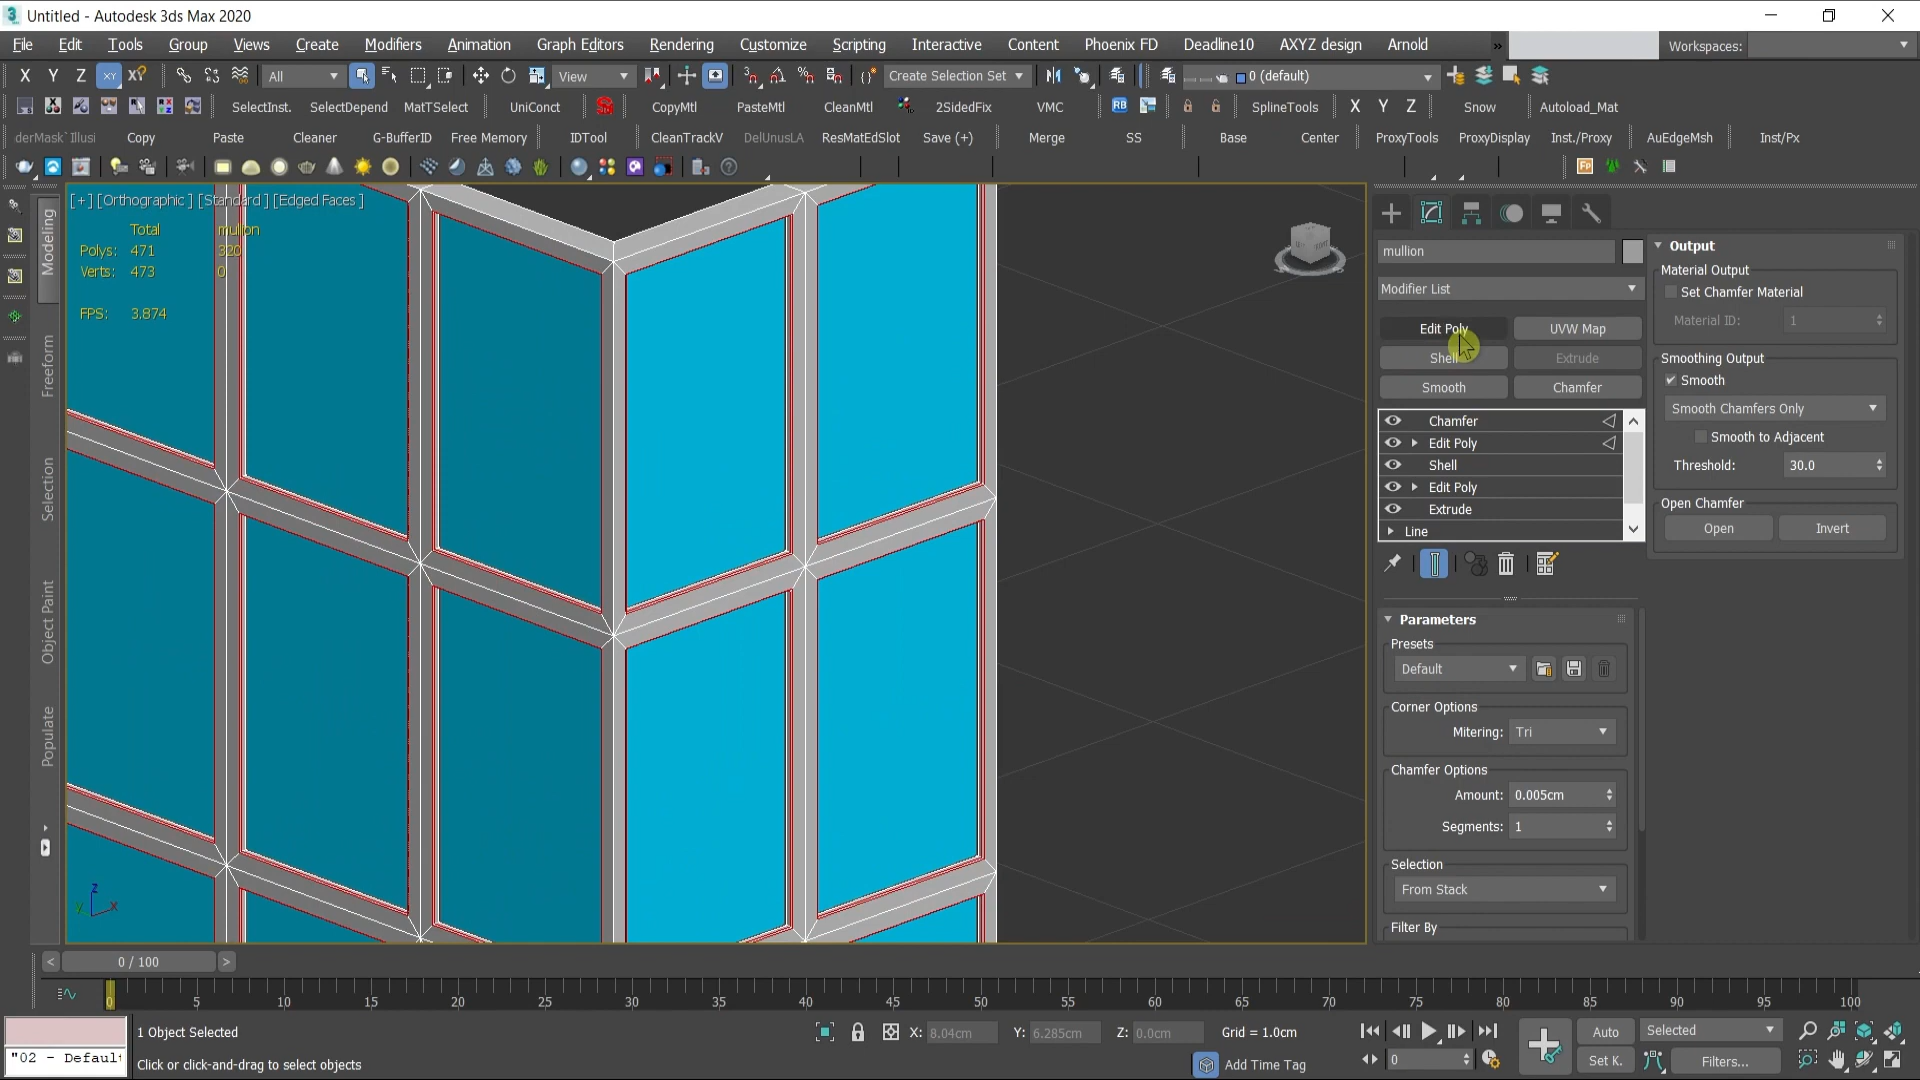 Untitled - Autodesk 3ds Max 2020
File Edit Tools Group Views Create Modifiers Animation Graph Editors Rendering Customize Scripting Interactive Content Phoenix FD Deadline10 AXYZ design Arnold » Workspaces:
X Y Z XY All View Create Selection Set 0 (default)
SelectInst. SelectDepend MatTSelect UniConct CopyMtl PasteMtl CleanMtl 2SidedFix VMC RB SplineTools X Y Z Snow Autoload_Mat
derMask`Illusi Copy Paste Cleaner G-BufferID Free Memory IDTool CleanTrackV DelUnusLA ResMatEdSlot Save (+) Merge SS Base Center ProxyTools ProxyDisplay Inst./Proxy AuEdgeMsh Inst/Px
[+] [Orthographic ] [Standard ] [Edged Faces ]
Total mullion
Polys: 471 320
Verts: 473 0
FPS: 3.874
Modeling
Freeform
Selection
Object Paint
Populate
mullion
Modifier List
Edit Poly UVW Map
Shell Extrude
Smooth Chamfer
Chamfer
Edit Poly
Shell
Edit Poly
Extrude
Line
Parameters
Presets
Default
Corner Options
Mitering: Tri
Chamfer Options
Amount: 0.005cm
Segments: 1
Selection
From Stack
Filter By
Output
Material Output
Set Chamfer Material
Material ID: 1
Smoothing Output
Smooth
Smooth Chamfers Only
Smooth to Adjacent
Threshold: 30.0
Open Chamfer
Open Invert
z
y x
< 0 / 100 >
0 5 10 15 20 25 30 35 40 45 50 55 60 65 70 75 80 85 90 95 100
1 Object Selected X: 8.04cm Y: 6.285cm Z: 0.0cm Grid = 1.0cm Auto Selected
"02 - Default Click or click-and-drag to select objects Add Time Tag 0 Set K. Filters...